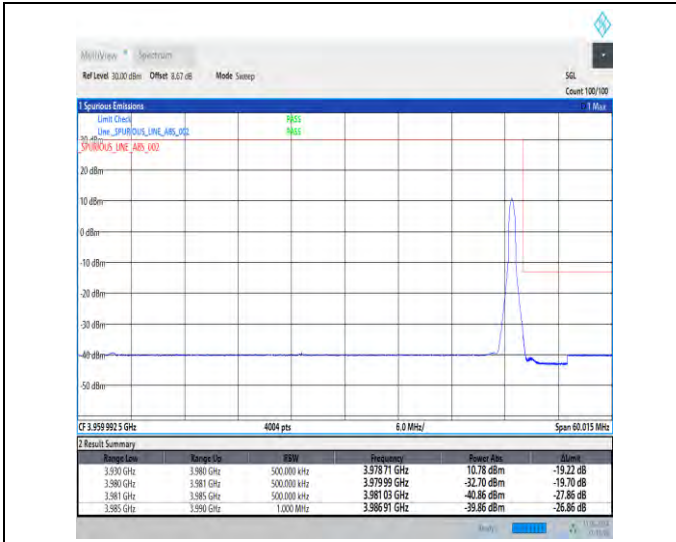 MultiView Spectrum
Ref Level 30.00 dBm Offset 8.67 dB Mode Sweep SGL
Count 100/100
1 Spurious Emissions 1 Max
Limit Check PASS
Line _SPURIOUS_LINE_ABS_002 PASS
30 dBm
_SPURIOUS_LINE_ABS_002
20 dBm
10 dBm
0 dBm
-10 dBm
-20 dBm
-30 dBm
-40 dBm
-50 dBm
CF 3.959 992 5 GHz 4004 pts 6.0 MHz/ Span 60.015 MHz
2 Result Summary
Range Low Range Up RBW Frequency Power Abs ΔLimit
3.930 GHz 3.980 GHz 500.000 kHz 3.978 71 GHz 10.78 dBm -19.22 dB
3.980 GHz 3.981 GHz 500.000 kHz 3.979 99 GHz -32.70 dBm -19.70 dB
3.981 GHz 3.985 GHz 500.000 kHz 3.981 03 GHz -40.86 dBm -27.86 dB
3.985 GHz 3.990 GHz 1.000 MHz 3.986 91 GHz -39.86 dBm -26.86 dB
Ready